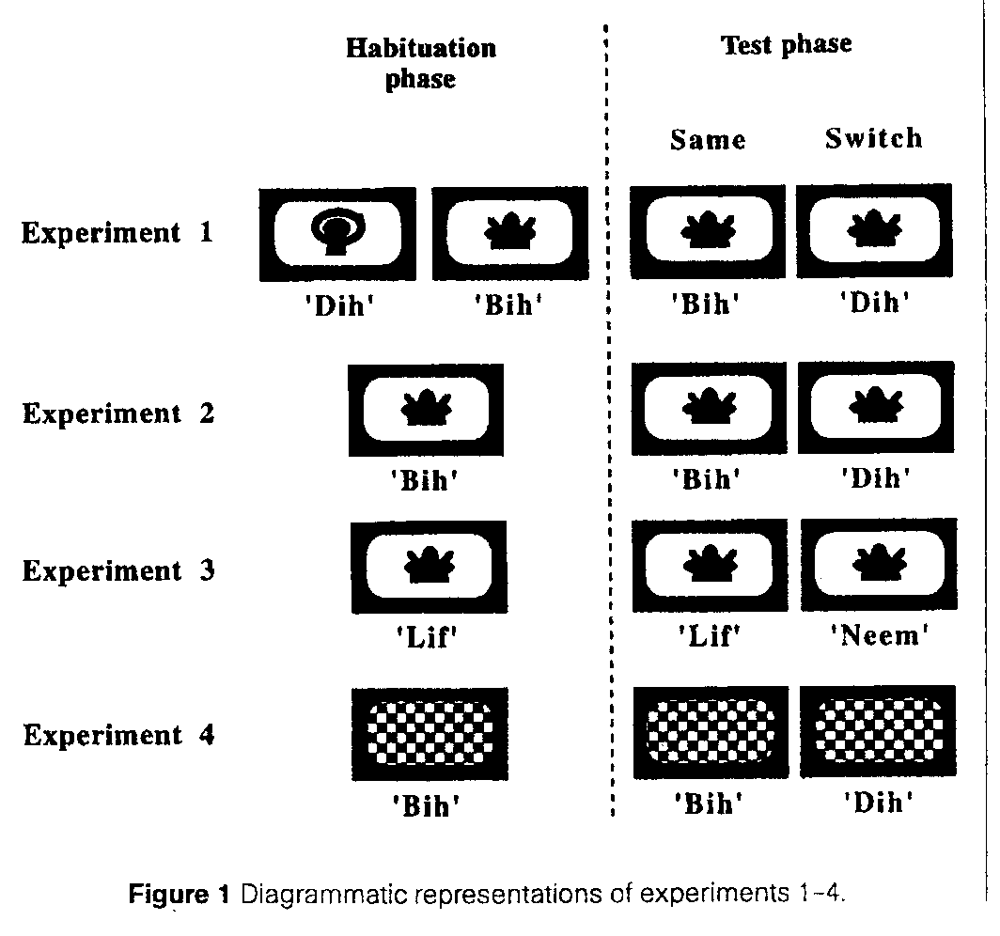 Habituation
phase
Test phase
Same Switch
Experiment 1
'Dih' 'Bih' 'Bih' 'Dih'
Experiment 2
'Bih' 'Bih' 'Dih'
Experiment 3
'Lif' 'Lif' 'Neem'
Experiment 4
'Bih' 'Bih' 'Dih'
Figure 1 Diagrammatic representations of experiments 1-4.